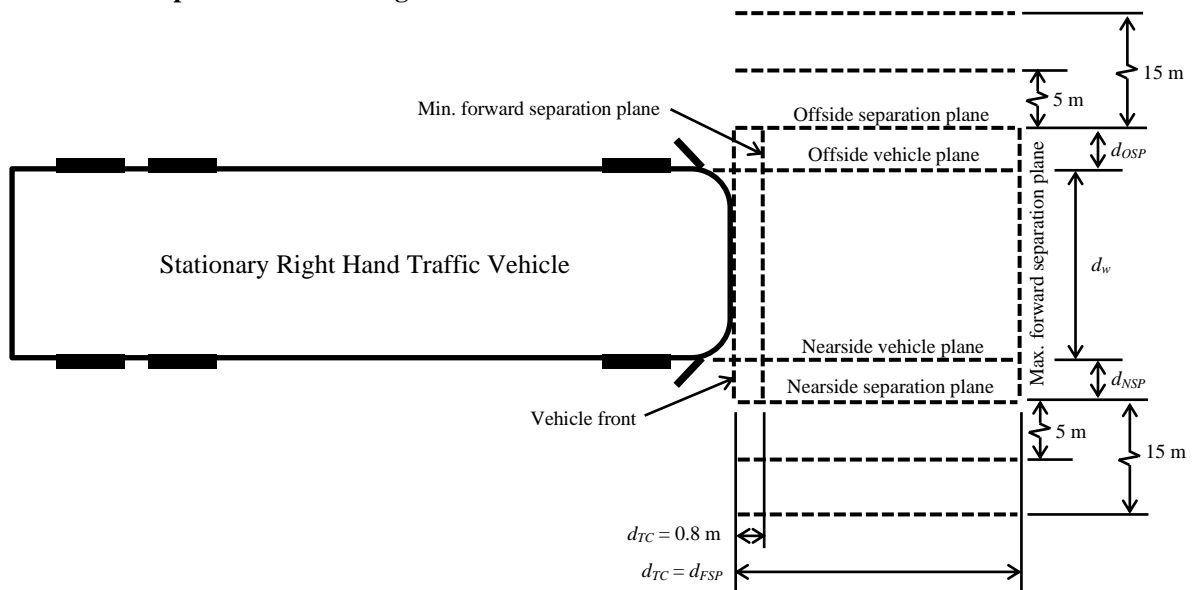 15 m
5 m
Min. forward separation plane
Offside separation plane
d_OSP
Offside vehicle plane
Stationary Right Hand Traffic Vehicle
d_w
Max. forward separation plane
Nearside vehicle plane
d_NSP
Nearside separation plane
Vehicle front
5 m
15 m
d_TC = 0.8 m
d_TC = d_FSP